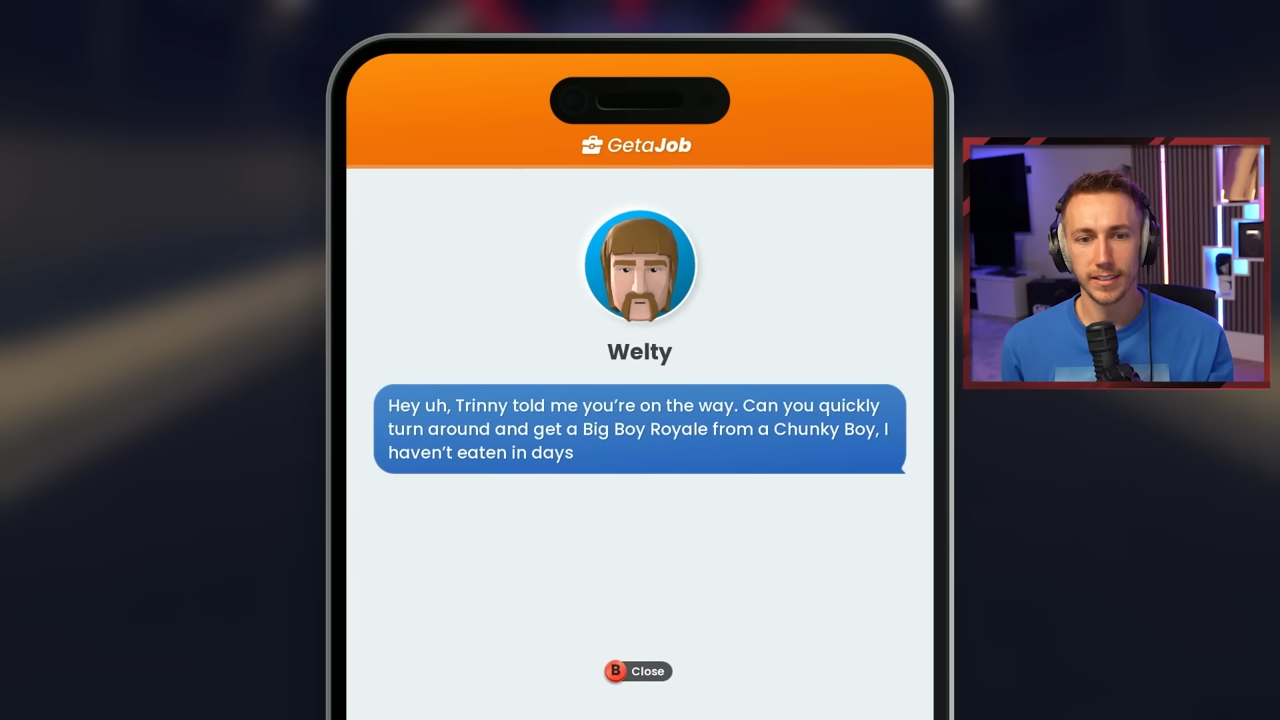 GetaJob
Welty
Hey uh, Trinny told me you’re on the way. Can you quickly
turn around and get a Big Boy Royale from a Chunky Boy, I
haven’t eaten in days
B Close